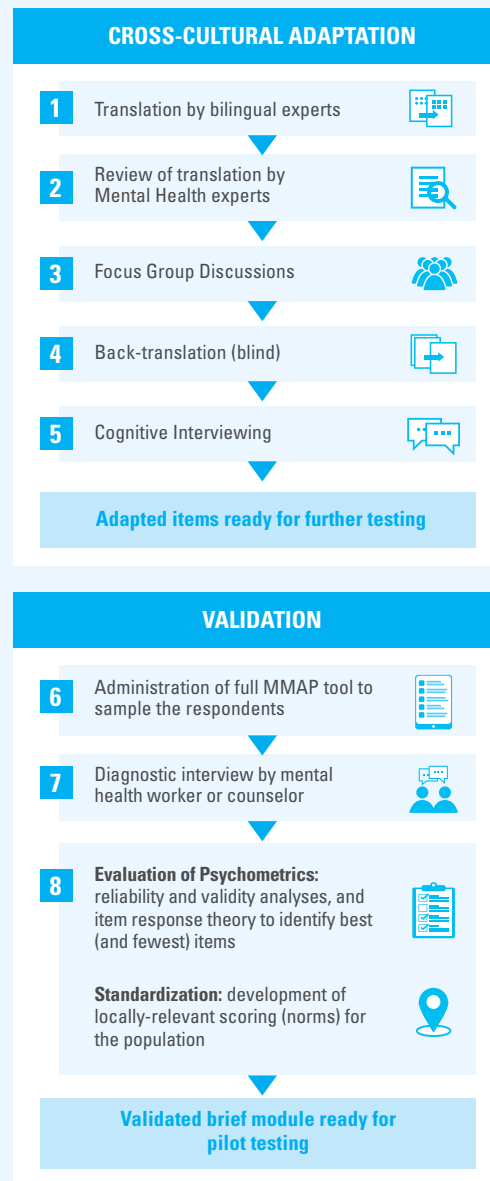 CROSS-CULTURAL ADAPTATION
1
Translation by bilingual experts
2
Review of translation by
Mental Health experts
3
Focus Group Discussions
4
Back-translation (blind)
5
Cognitive Interviewing
Adapted items ready for further testing
VALIDATION
6
Administration of full MMAP tool to
sample the respondents
7
Diagnostic interview by mental
health worker or counselor
8
Evaluation of Psychometrics:
reliability and validity analyses, and
item response theory to identify best
(and fewest) items
Standardization: development of
locally-relevant scoring (norms) for
the population
Validated brief module ready for
pilot testing